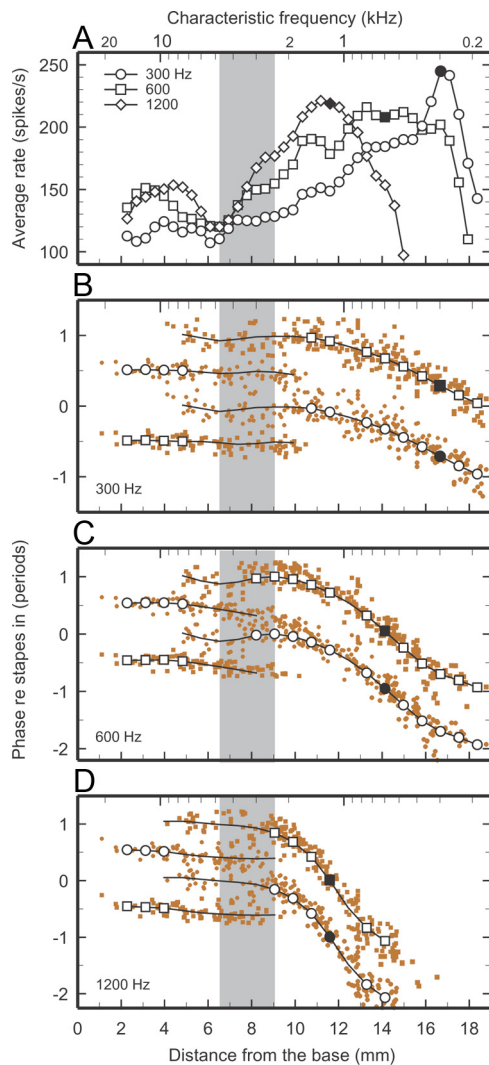 Characteristic frequency (kHz)
20 10 2 1 0.2
A
250
200
150
100
Average rate (spikes/s)
300 Hz
600
1200
B
1
0
-1
300 Hz
C
1
0
-1
-2
Phase re stapes in (periods)
600 Hz
D
1
0
-1
-2
1200 Hz
0 2 4 6 8 10 12 14 16 18
Distance from the base (mm)